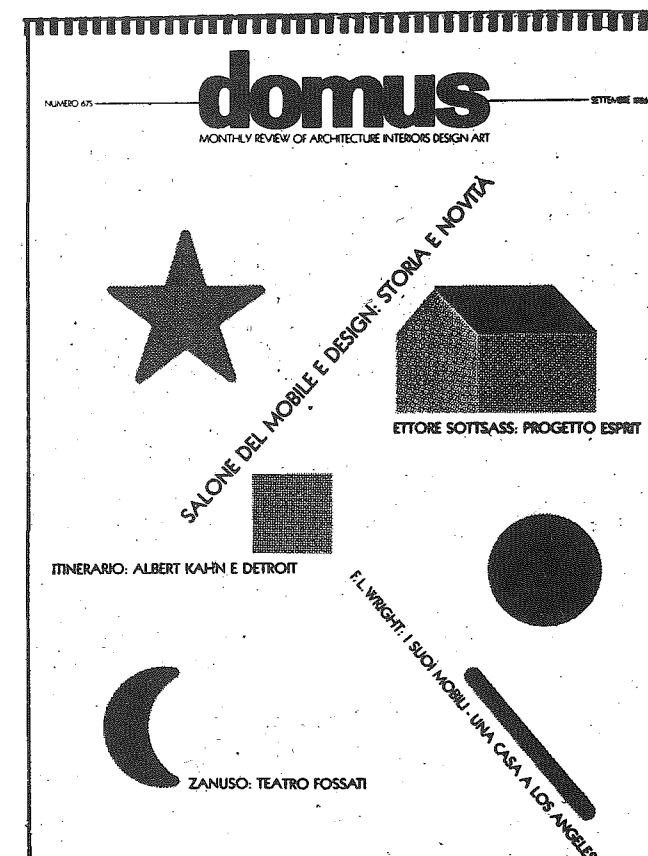 domus
NUMERO 675
SETTEMBRE 1986
MONTHLY REVIEW OF ARCHITECTURE INTERIORS DESIGN ART
SALONE DEL MOBILE E DESIGN: STORIA E NOVITÀ
ETTORE SOTTSASS: PROGETTO ESPRIT
ITINERARIO: ALBERT KAHN E DETROIT
F.L. WRIGHT: I SUOI MOBILI - UNA CASA A LOS ANGELES
ZANUSO: TEATRO FOSSATI